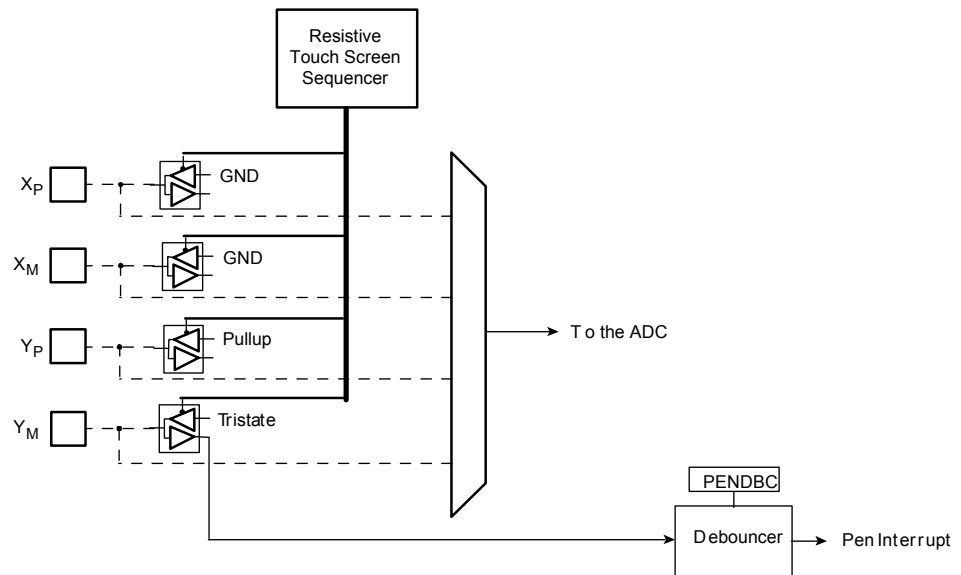 Resistive
Touch Screen
Sequencer
XP
GND
XM
GND
YP
Pullup
To the ADC
YM
Tristate
PENDBC
Debouncer
Pen Interrupt